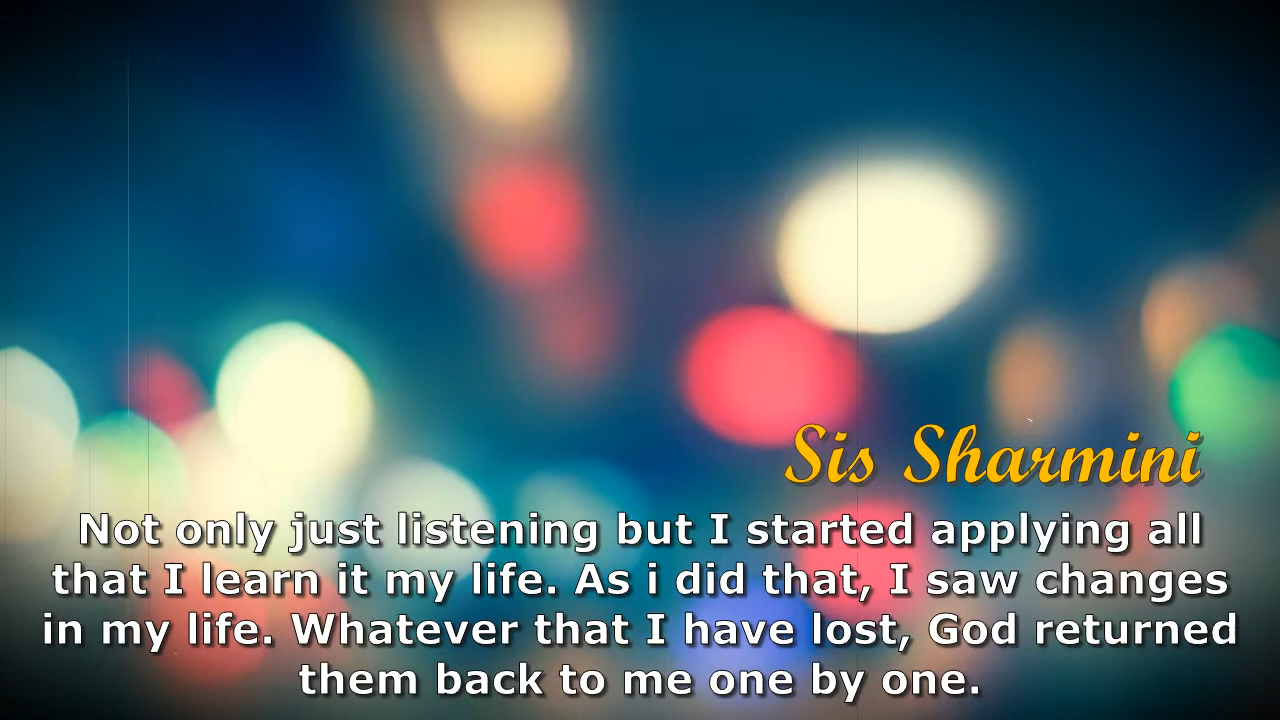 Sis Sharmini
Not only just listening but I started applying all
that I learn it my life. As i did that, I saw changes
in my life. Whatever that I have lost, God returned
them back to me one by one.